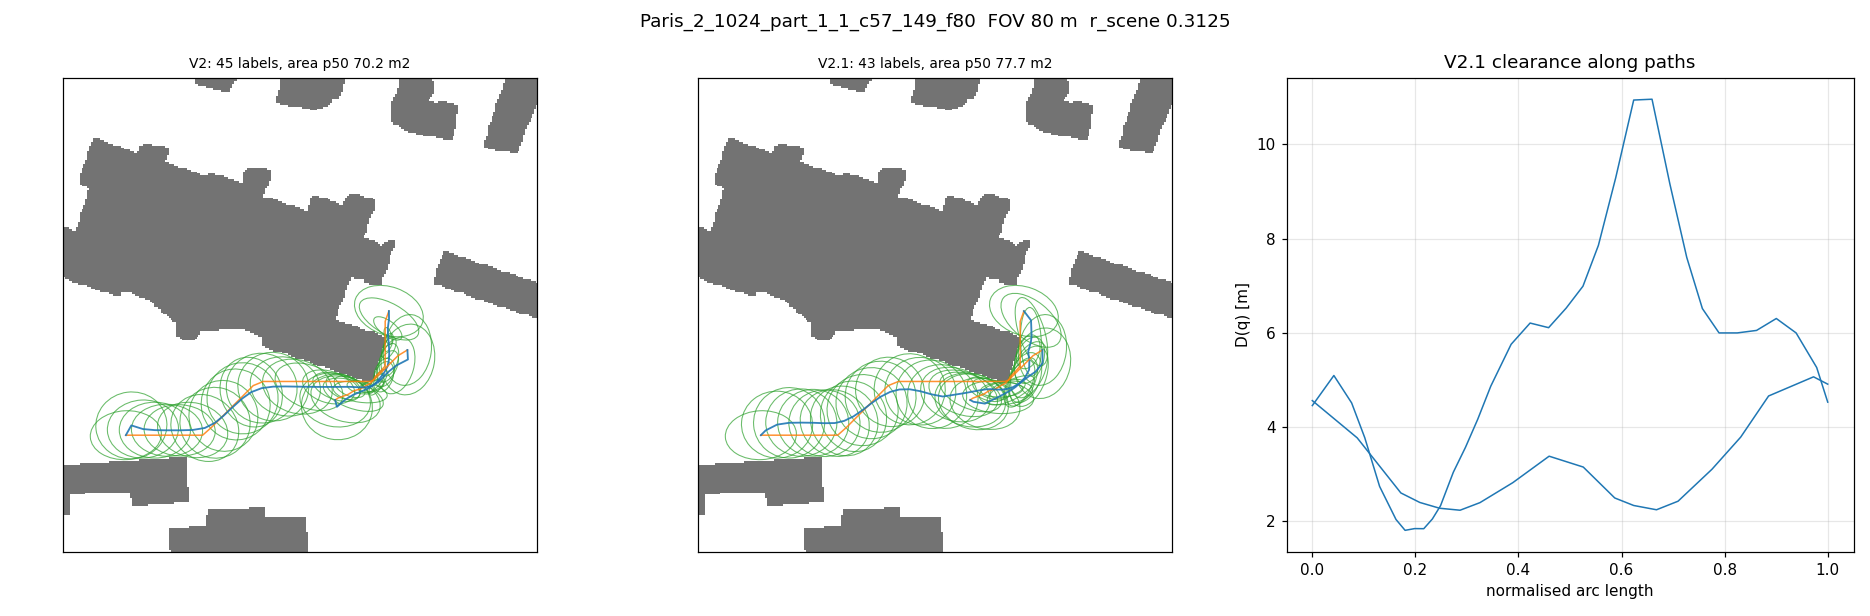 Paris_2_1024_part_1_1_c57_149_f80 FOV 80 m r_scene 0.3125
V2: 45 labels, area p50 70.2 m2
V2.1: 43 labels, area p50 77.7 m2
V2.1 clearance along paths
D(q) [m]
10
8
6
4
2
0.0 0.2 0.4 0.6 0.8 1.0
normalised arc length